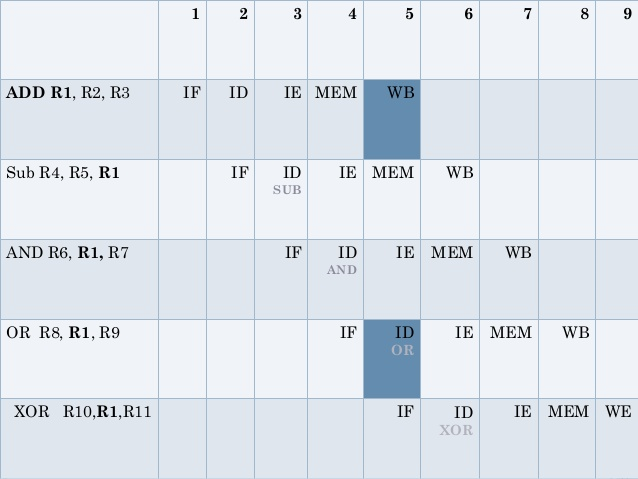 1 2 3 4 5 6 7 8 9
ADD R1, R2, R3 IF ID IE MEM WB
Sub R4, R5, R1 IF ID IE MEM WB
SUB
AND R6, R1, R7 IF ID IE MEM WB
AND
OR R8, R1, R9 IF ID IE MEM WB
OR
XOR R10,R1,R11 IF ID IE MEM WE
XOR